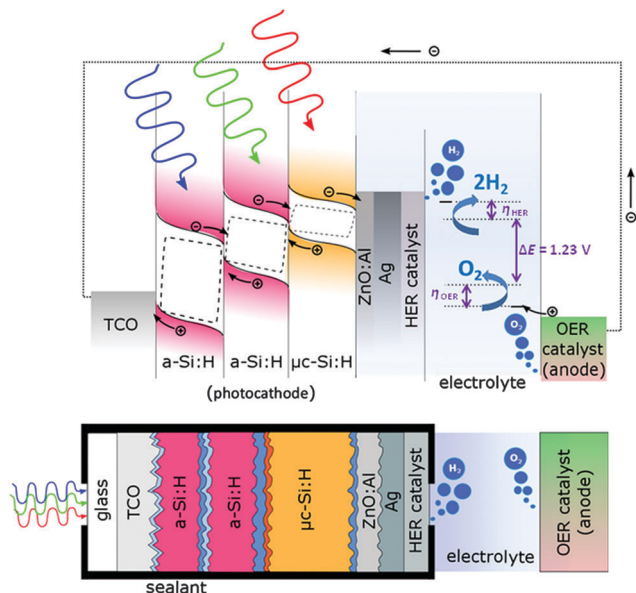 ⊖
⊖
⊖
⊖
⊖
⊕
⊕
⊕
H₂
2H₂
η HER
ΔE = 1.23 V
O₂
η OER
⊕
O₂
TCO
ZnO:Al
Ag
HER catalyst
OER
catalyst
(anode)
a-Si:H
a-Si:H
µc-Si:H
(photocathode)
electrolyte
glass
TCO
a-Si:H
a-Si:H
µc-Si:H
ZnO:Al
Ag
HER catalyst
H₂
O₂
electrolyte
OER catalyst
(anode)
sealant